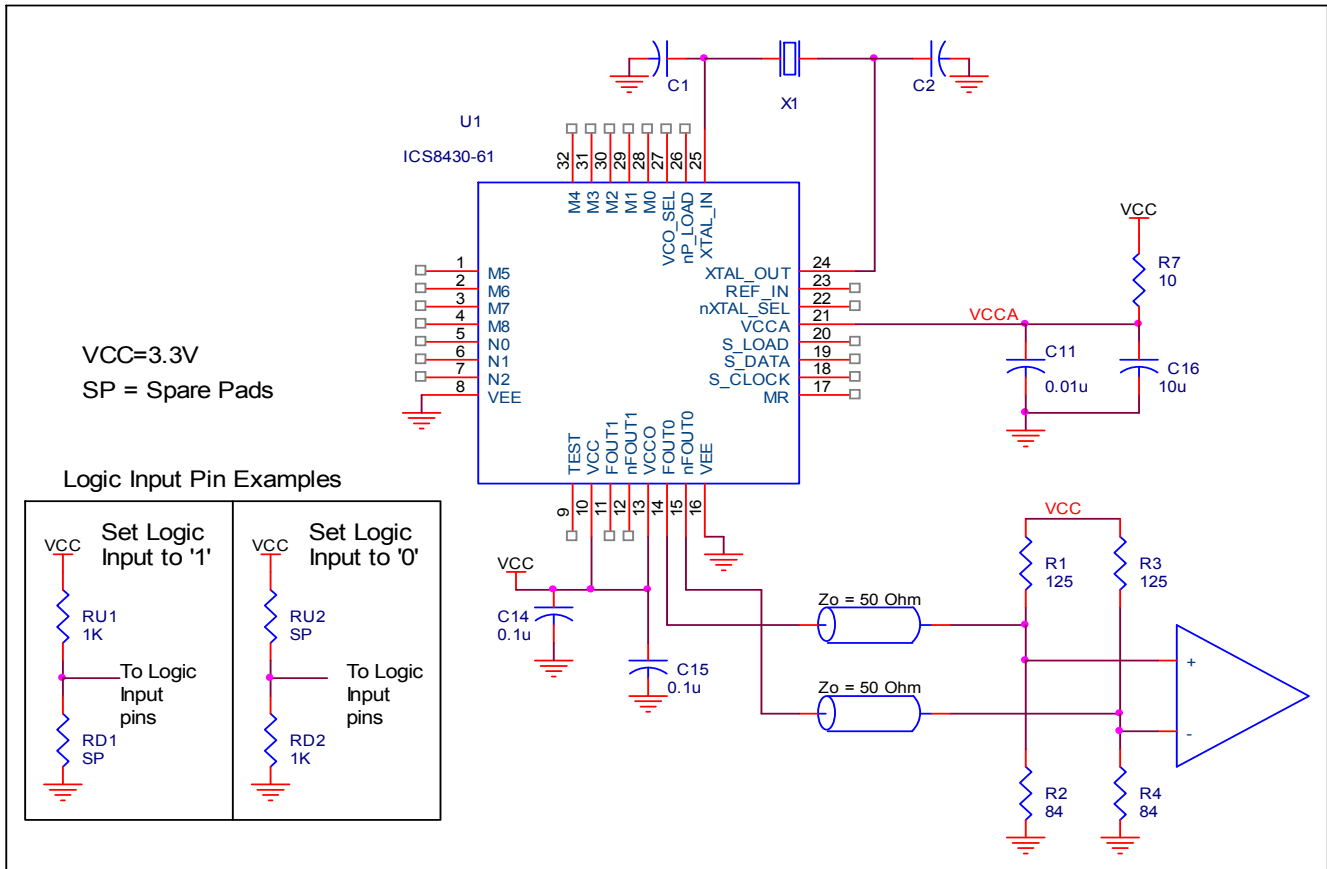 C1
X1
C2
U1
ICS8430-61
32
31
30
29
28
27
26
25
M4
M3
M2
M1
M0
VCO_SEL
nP_LOAD
XTAL_IN
1
M5
2
M6
3
M7
4
M8
5
N0
6
N1
7
N2
8
VEE
XTAL_OUT
24
REF_IN
23
nXTAL_SEL
22
VCCA
21
S_LOAD
20
S_DATA
19
S_CLOCK
18
MR
17
TEST
VCC
FOUT1
nFOUT1
VCCO
FOUT0
nFOUT0
VEE
9
10
11
12
13
14
15
16
VCC
R7
10
VCCA
C11
0.01u
C16
10u
VCC=3.3V
SP = Spare Pads
Logic Input Pin Examples
Set Logic
Input to '1'
VCC
RU1
1K
To Logic
Input
pins
RD1
SP
Set Logic
Input to '0'
VCC
RU2
SP
To Logic
Input
pins
RD2
1K
VCC
C14
0.1u
C15
0.1u
Zo = 50 Ohm
Zo = 50 Ohm
VCC
R1
125
R3
125
+
-
R2
84
R4
84